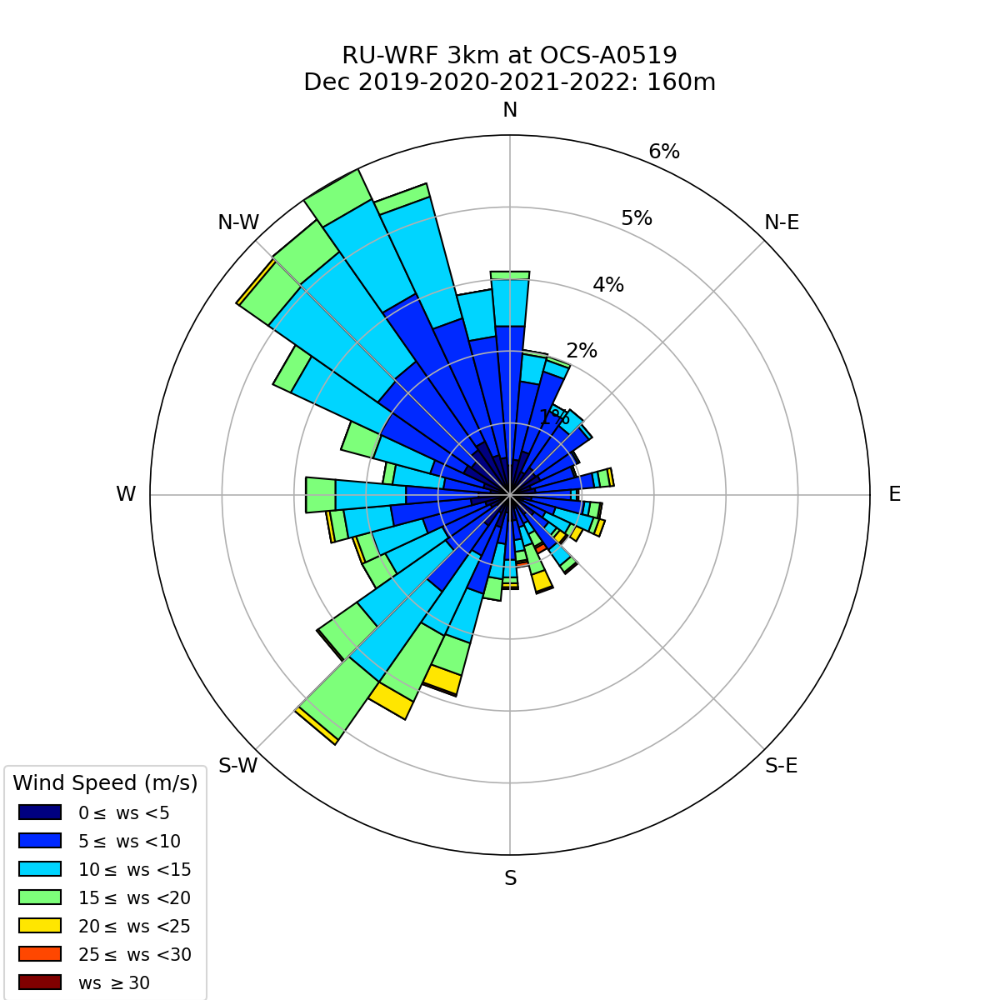 RU-WRF 3km at OCS-A0519
Dec 2019-2020-2021-2022: 160m
N
6%
N-W
5%
N-E
4%
2%
1%
W
E
S-W
S-E
S
Wind Speed (m/s)
0≤ ws <5
5≤ ws <10
10≤ ws <15
15≤ ws <20
20≤ ws <25
25≤ ws <30
ws ≥30